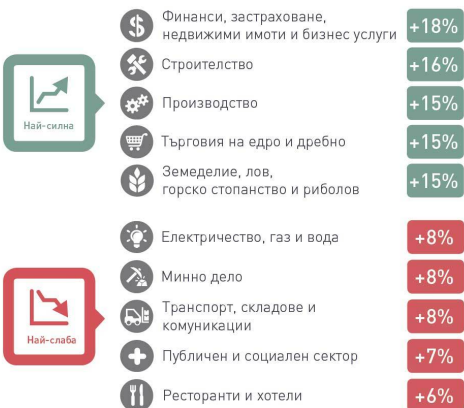 Финанси, застраховане,
недвижими имоти и бизнес услуги
+18%
Строителство
+16%
Най-силна
Производство
+15%
Търговия на едро и дребно
+15%
Земеделие, лов,
горско стопанство и риболов
+15%
Електричество, газ и вода
+8%
Минно дело
+8%
Най-слаба
Транспорт, складове и
комуникации
+8%
Публичен и социален сектор
+7%
Ресторанти и хотели
+6%